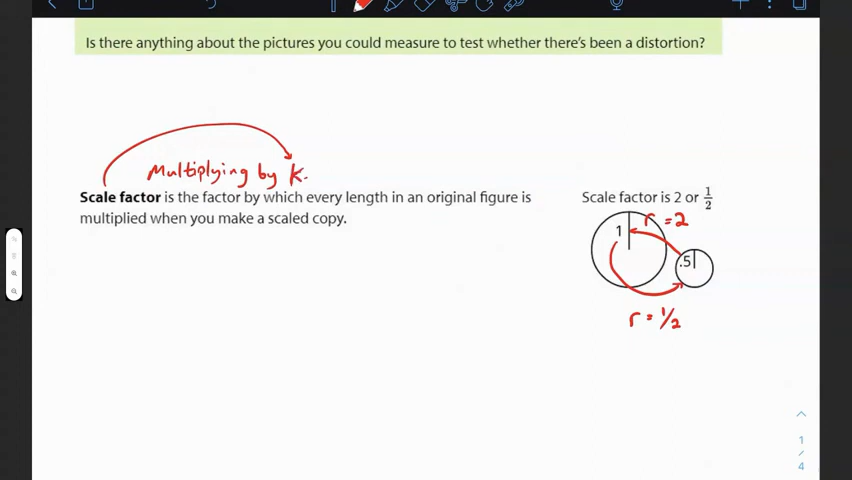 Is there anything about the pictures you could measure to test whether there's been a distortion?
Multiplying by k.
Scale factor is the factor by which every length in an original figure is
multiplied when you make a scaled copy.
Scale factor is 2 or 1/2
r = 2
1
.5
r = 1/2
1
/
4